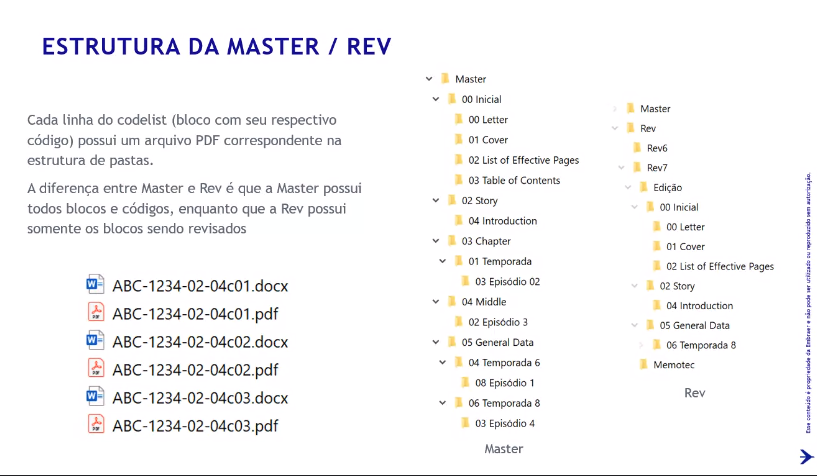 ESTRUTURA DA MASTER / REV
Cada linha do codelist (bloco com seu respectivo
código) possui um arquivo PDF correspondente na
estrutura de pastas.
A diferença entre Master e Rev é que a Master possui
todos blocos e códigos, enquanto que a Rev possui
somente os blocos sendo revisados
ABC-1234-02-04c01.docx
ABC-1234-02-04c01.pdf
ABC-1234-02-04c02.docx
ABC-1234-02-04c02.pdf
ABC-1234-02-04c03.docx
ABC-1234-02-04c03.pdf
Master
00 Inicial
00 Letter
01 Cover
02 List of Effective Pages
03 Table of Contents
02 Story
04 Introduction
03 Chapter
01 Temporada
03 Episódio 02
04 Middle
02 Episódio 3
05 General Data
04 Temporada 6
08 Episódio 1
06 Temporada 8
03 Episódio 4
Master
Master
Rev
Rev6
Rev7
Edição
00 Inicial
00 Letter
01 Cover
02 List of Effective Pages
02 Story
04 Introduction
05 General Data
06 Temporada 8
Memotec
Rev
Esse conteúdo é propriedade da Embraer e não pode ser utilizado ou reproduzido sem autorização.